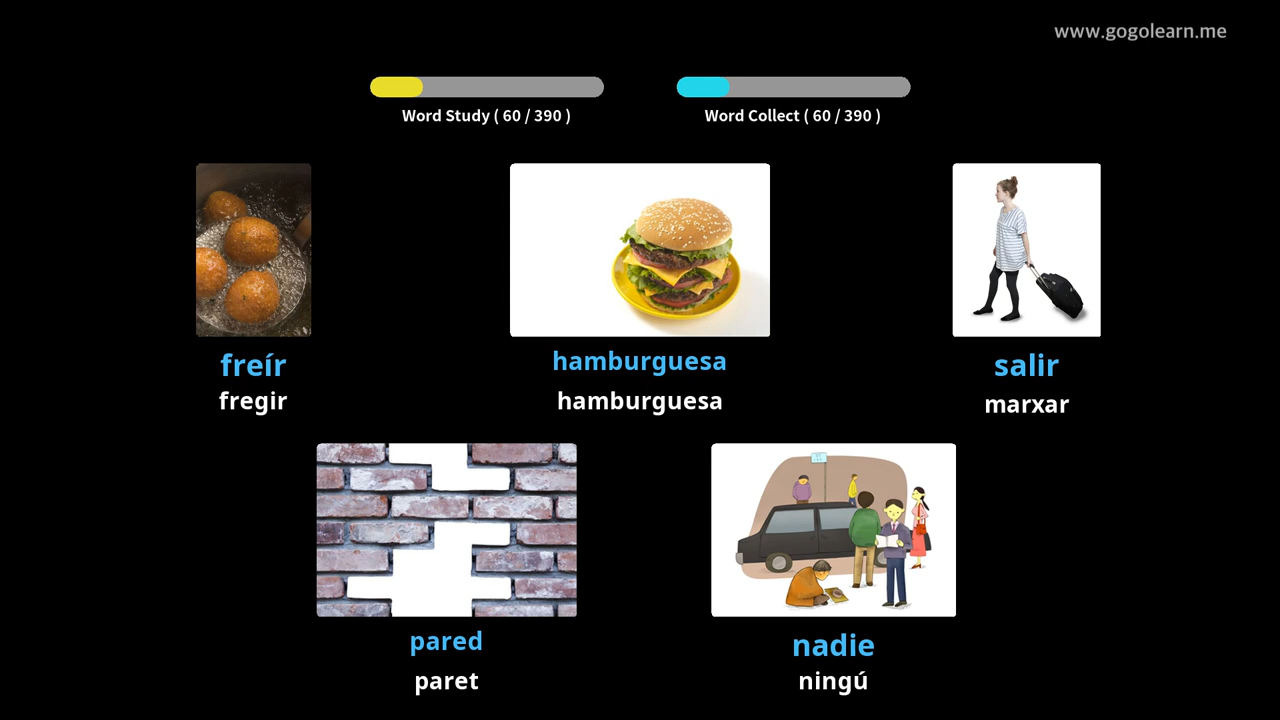 www.gogolearn.me
Word Study ( 60 / 390 )
Word Collect ( 60 / 390 )
freír
fregir
hamburguesa
hamburguesa
salir
marxar
pared
paret
nadie
ningú